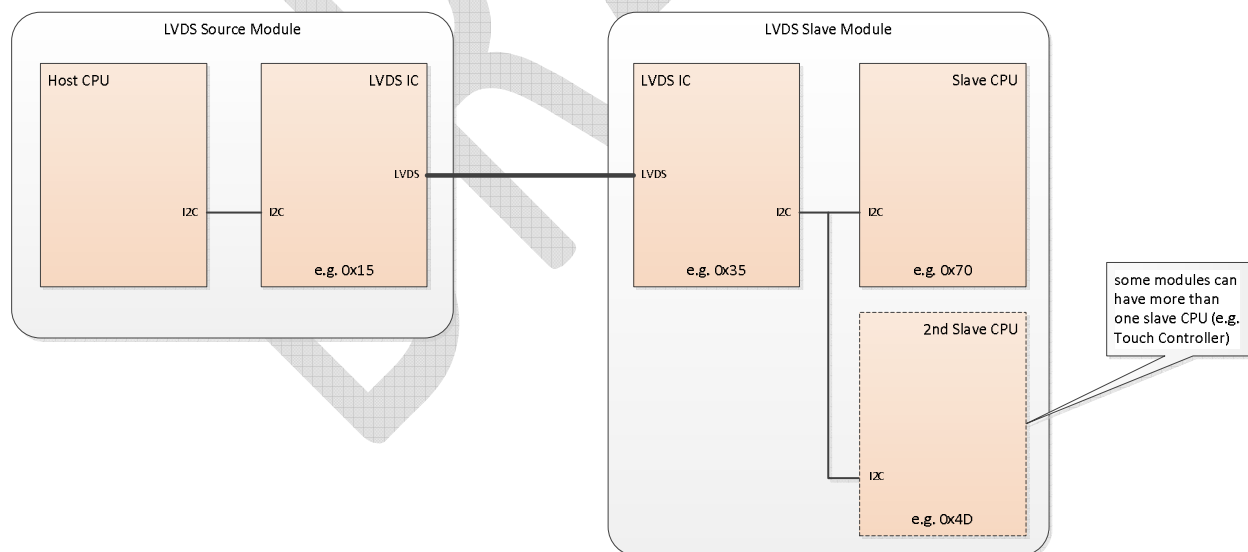 LVDS Source Module
Host CPU
LVDS IC
LVDS
I2C
I2C
e.g. 0x15
LVDS Slave Module
LVDS IC
Slave CPU
LVDS
I2C
I2C
e.g. 0x35
e.g. 0x70
2nd Slave CPU
I2C
e.g. 0x4D
some modules can
have more than
one slave CPU (e.g.
Touch Controller)